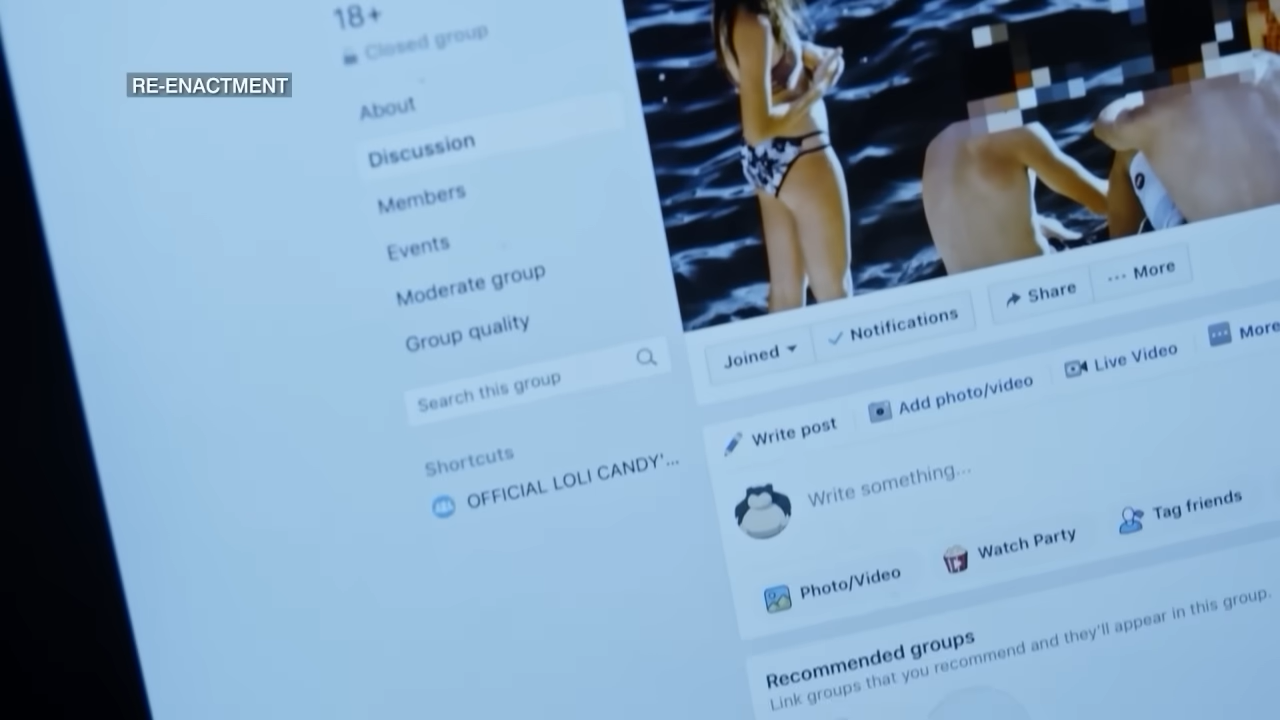 RE-ENACTMENT
18+
Closed group
About
Discussion
Members
Events
Moderate group
Group quality
Search this group
Shortcuts
OFFICIAL LOLI CANDY'...
Joined
Notifications
Share
... More
Write post
Add photo/video
Live Video
More
Write something...
Photo/Video
Watch Party
Tag friends
Recommended groups
Link groups that you recommend and they'll appear in this group.